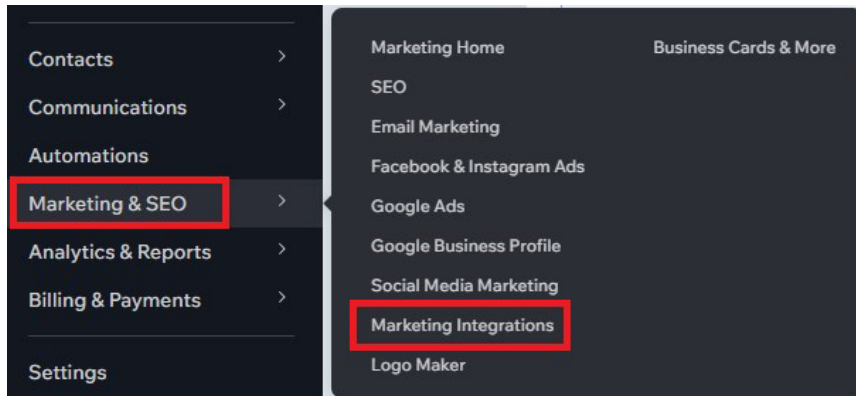 Contacts
Communications
Automations
Marketing & SEO
Analytics & Reports
Billing & Payments
Settings
Marketing Home
SEO
Email Marketing
Facebook & Instagram Ads
Google Ads
Google Business Profile
Social Media Marketing
Marketing Integrations
Logo Maker
Business Cards & More